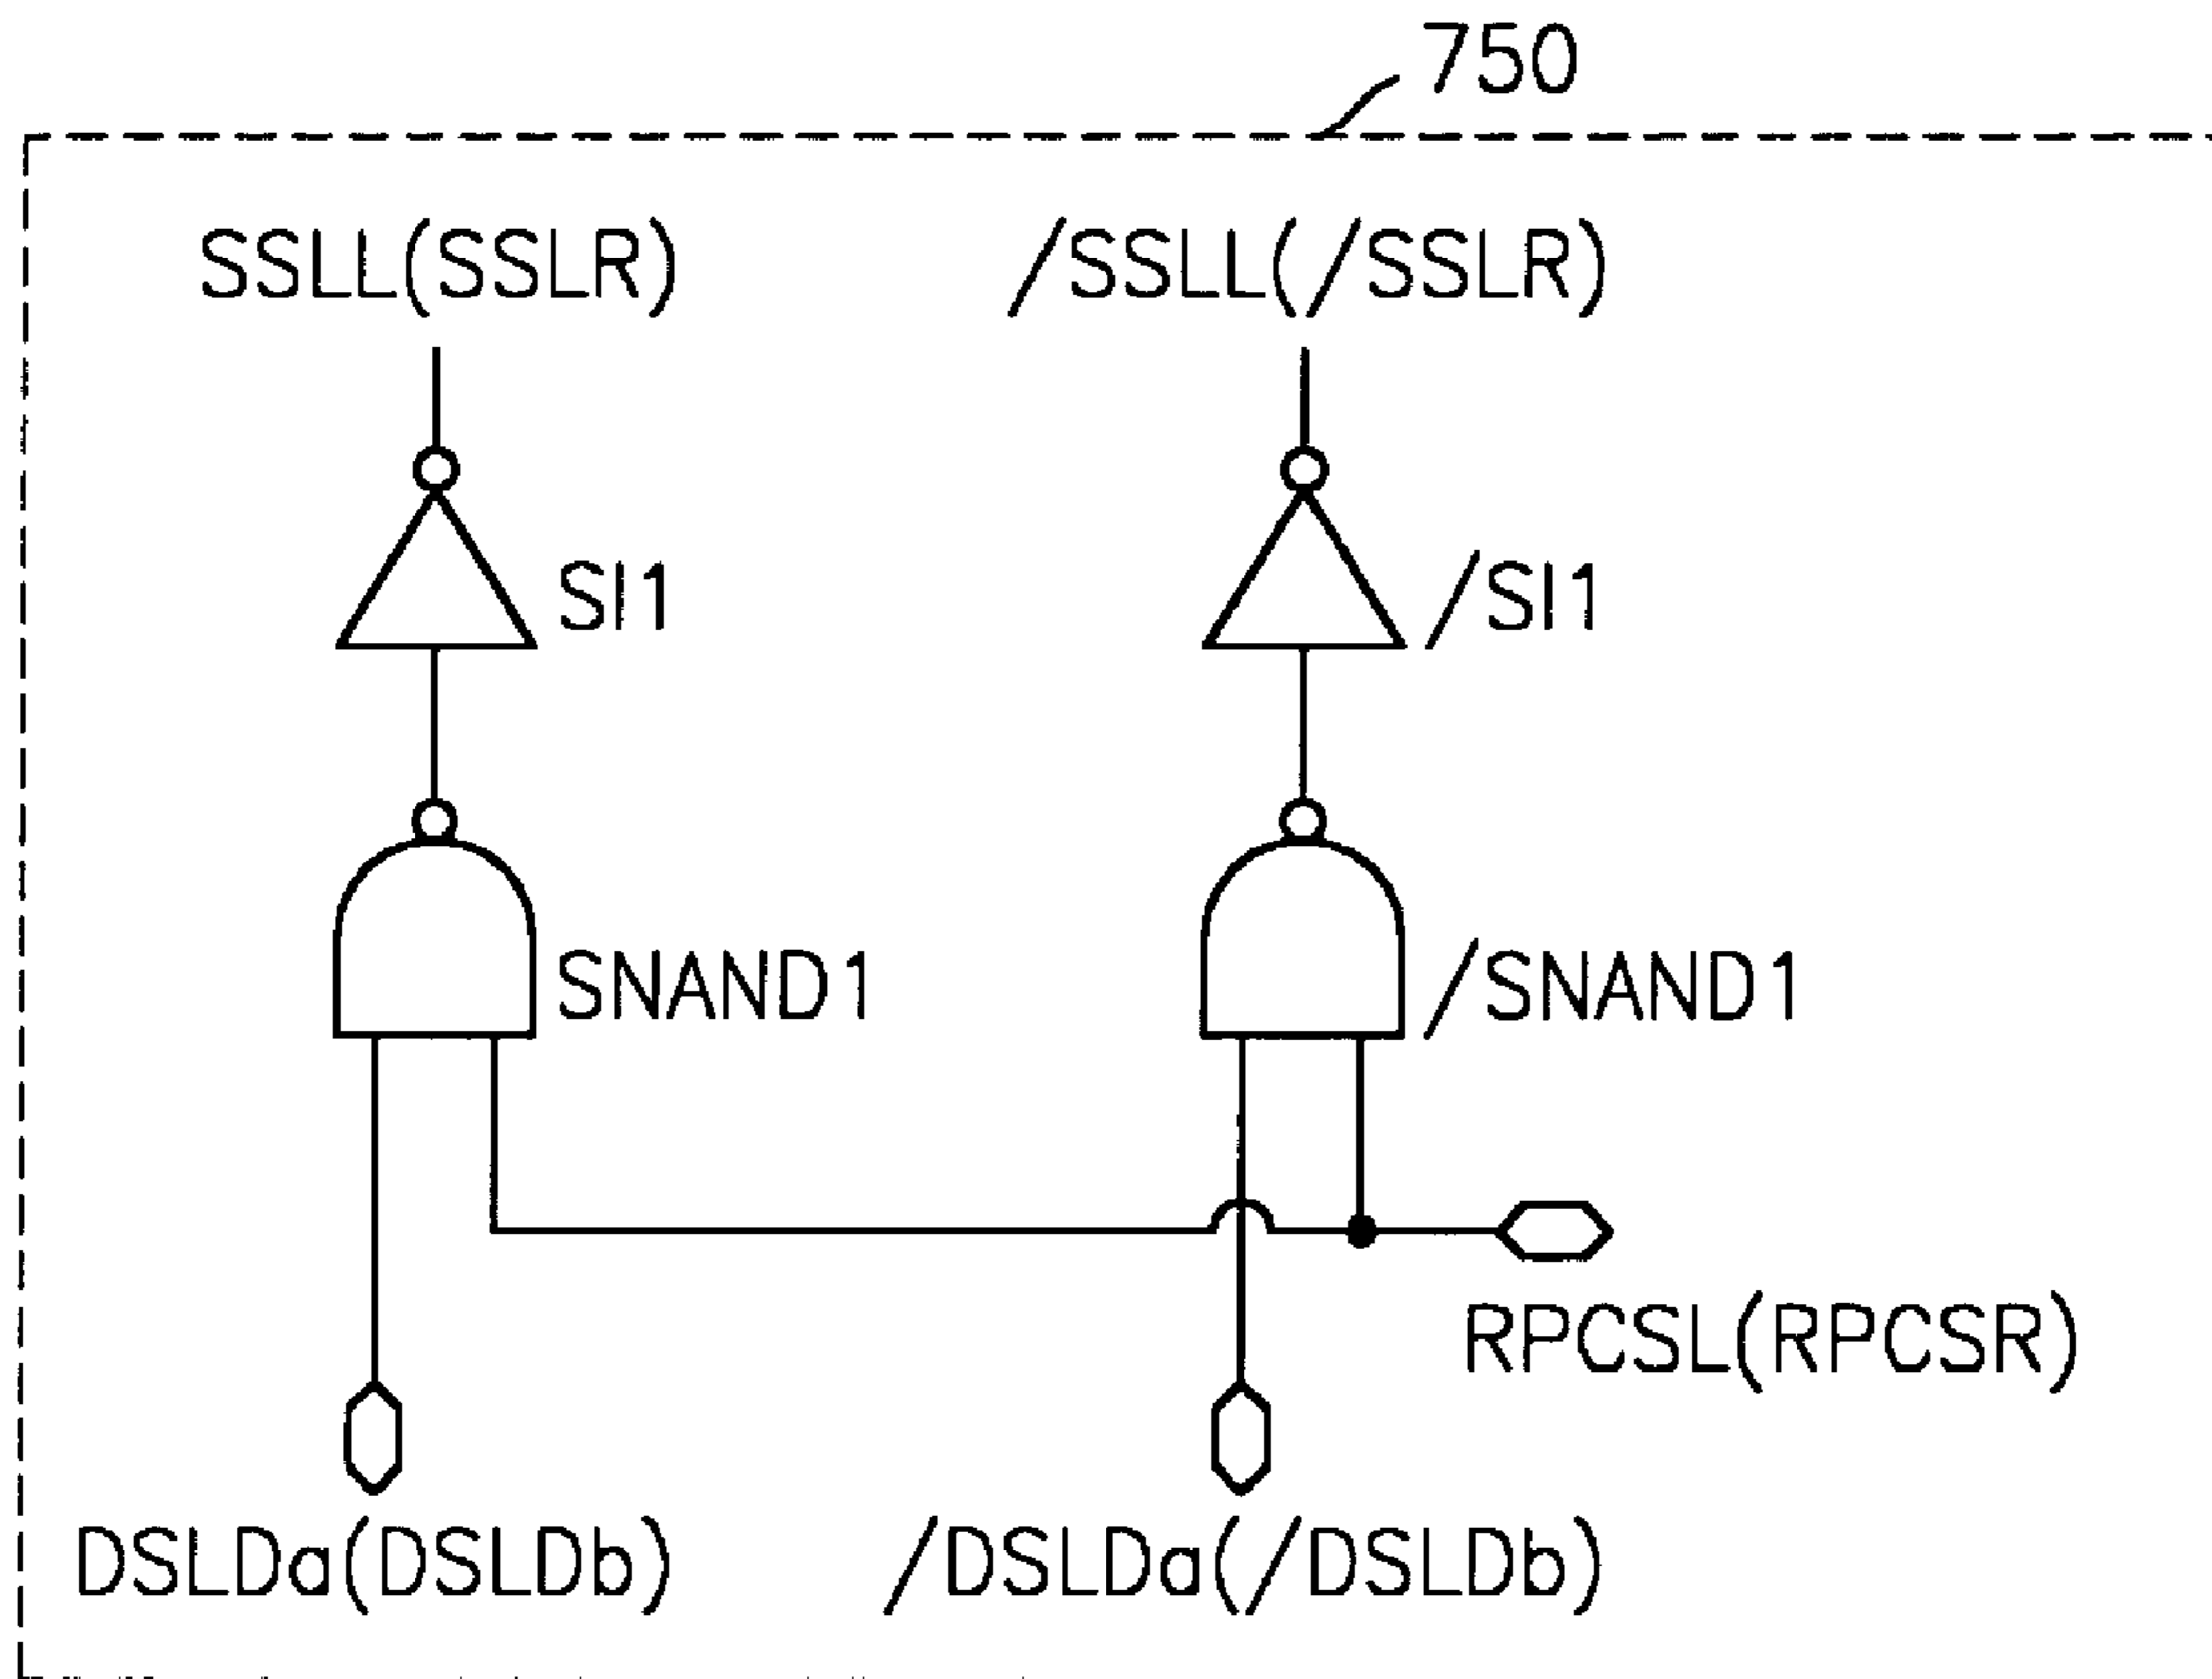 750
SSLL(SSLR)
/SSLL(/SSLR)
SI1
/SI1
SNAND1
/SNAND1
RPCSL(RPCSR)
DSLDa(DSLDb)
/DSLDa(/DSLDb)